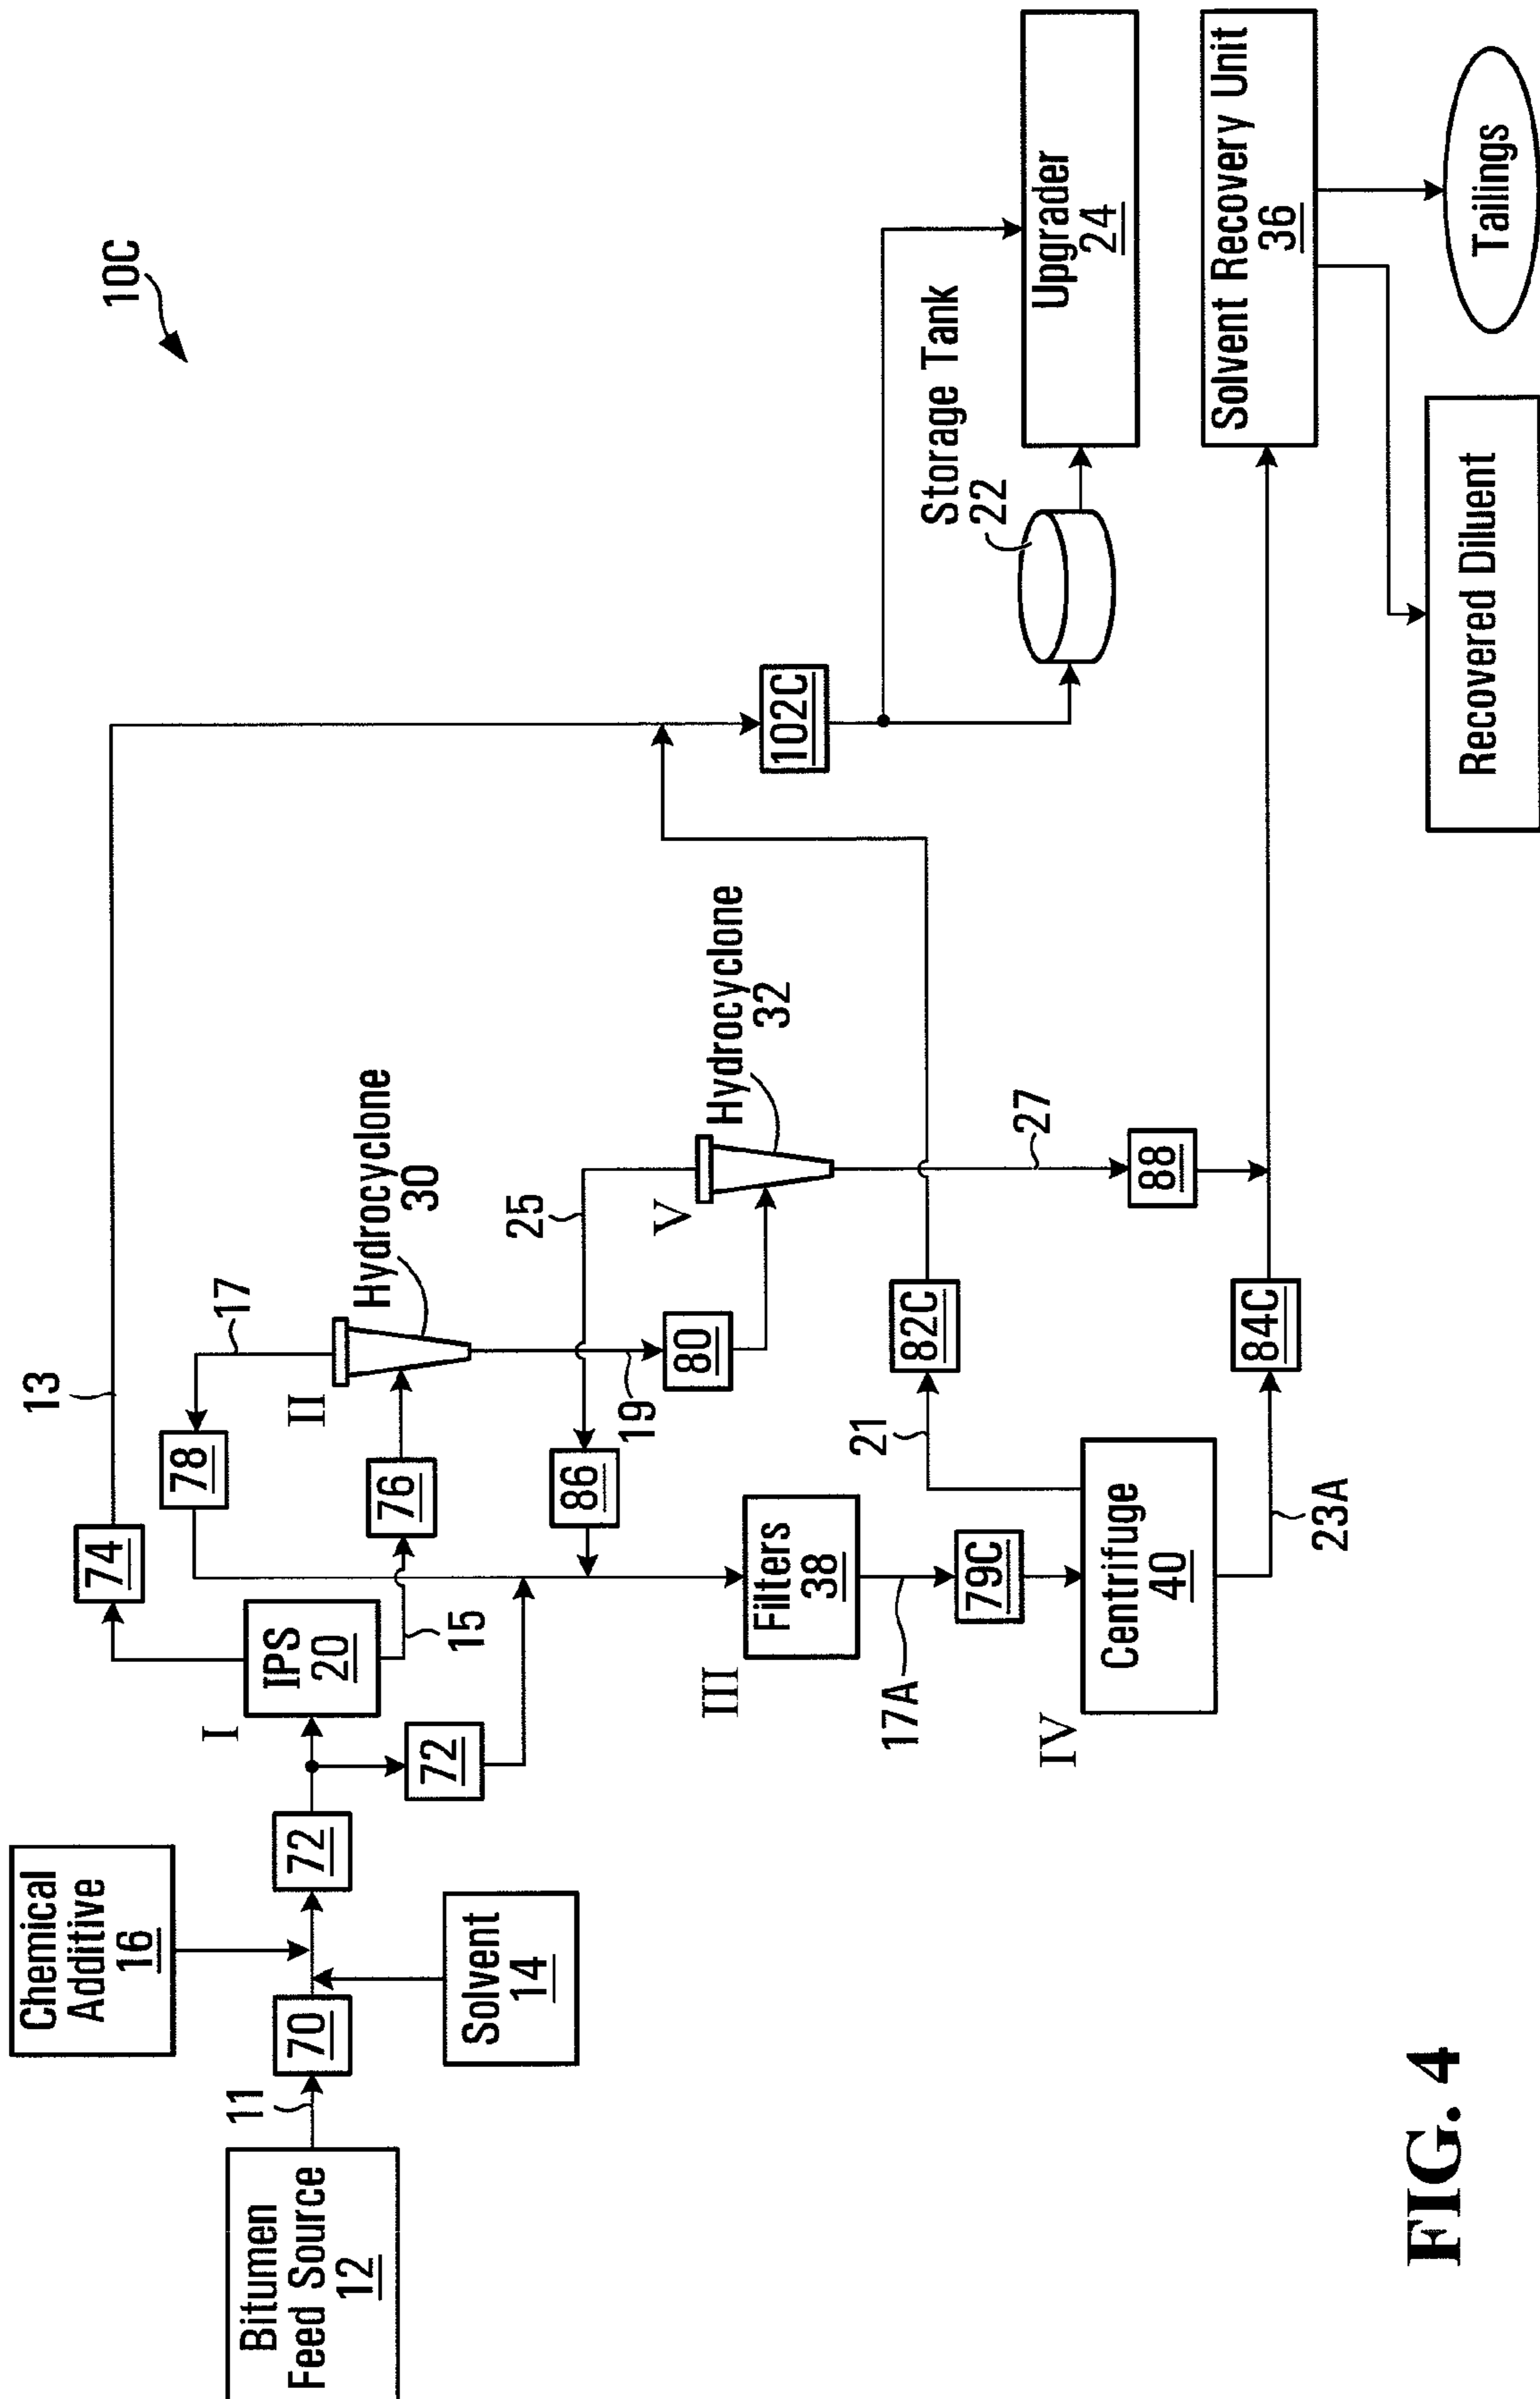 10C
Bitumen
Feed Source
12
11
70
Chemical
Additive
16
Solvent
14
72
72
I
IPS
20
74
13
15
76
78
17
II
Hydrocyclone
30
19
80
25
86
V
Hydrocyclone
32
27
88
III
Filters
38
17A
79C
IV
Centrifuge
40
21
82C
23A
84C
102C
Storage Tank
22
Upgrader
24
Solvent Recovery Unit
36
Recovered Diluent
Tailings
FIG. 4